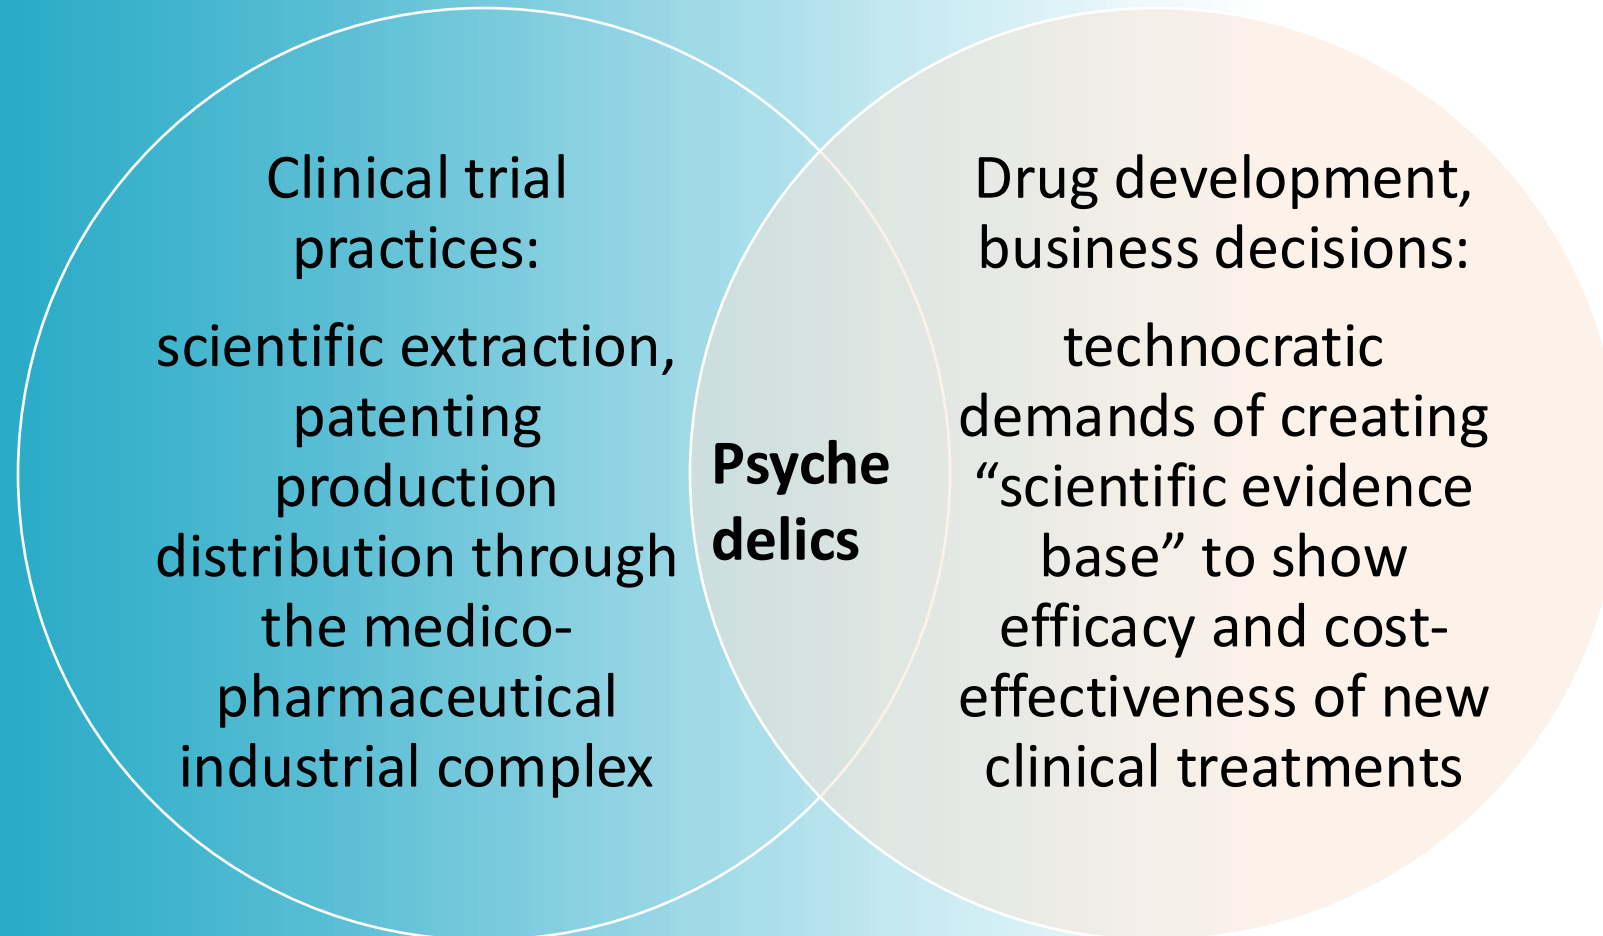 Clinical trial
practices:
scientific extraction,
patenting
production
distribution through
the medico-
pharmaceutical
industrial complex
Psyche
delics
Drug development,
business decisions:
technocratic
demands of creating
“scientific evidence
base” to show
efficacy and cost-
effectiveness of new
clinical treatments